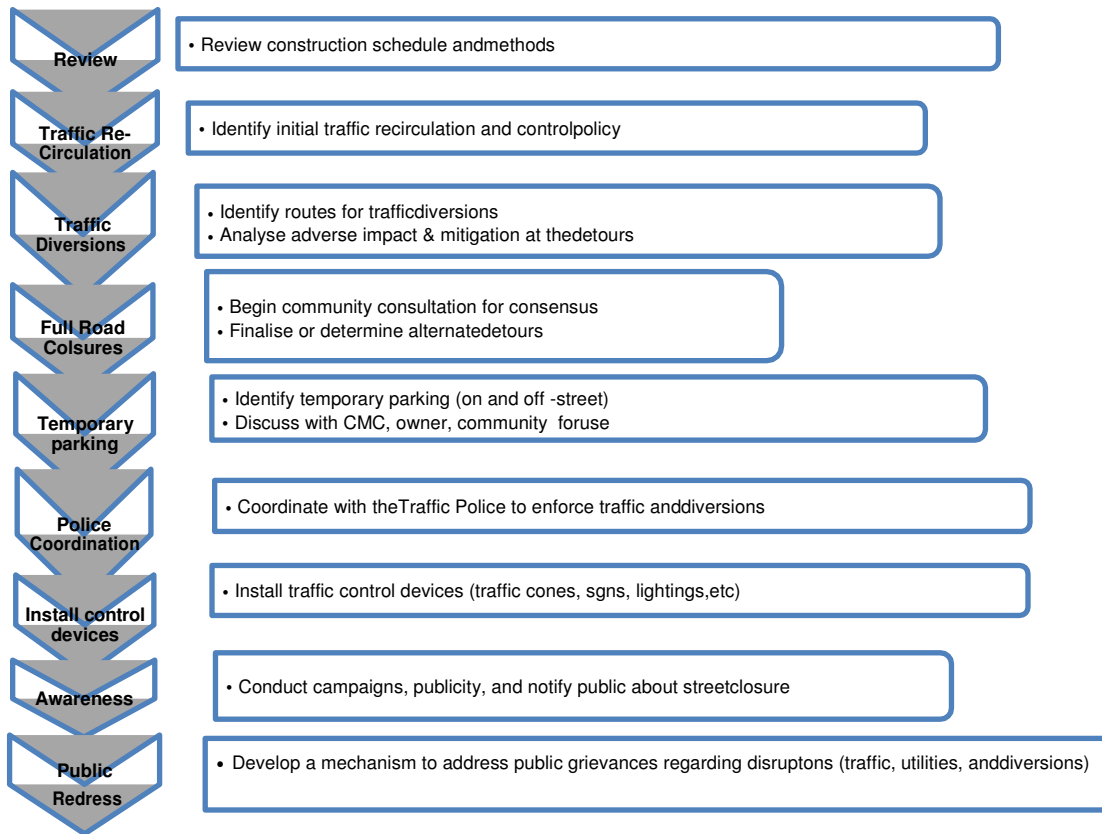 Review
• Review construction schedule andmethods
Traffic Re-
Circulation
• Identify initial traffic recirculation and controlpolicy
Traffic
Diversions
• Identify routes for trafficdiversions
• Analyse adverse impact & mitigation at thedetours
Full Road
Colsures
• Begin community consultation for consensus
• Finalise or determine alternatedetours
Temporary
parking
• Identify temporary parking (on and off -street)
• Discuss with CMC, owner, community foruse
Police
Coordination
• Coordinate with theTraffic Police to enforce traffic anddiversions
Install control
devices
• Install traffic control devices (traffic cones, sgns, lightings,etc)
Awareness
• Conduct campaigns, publicity, and notify public about streetclosure
Public
Redress
• Develop a mechanism to address public grievances regarding disruptons (traffic, utilities, anddiversions)